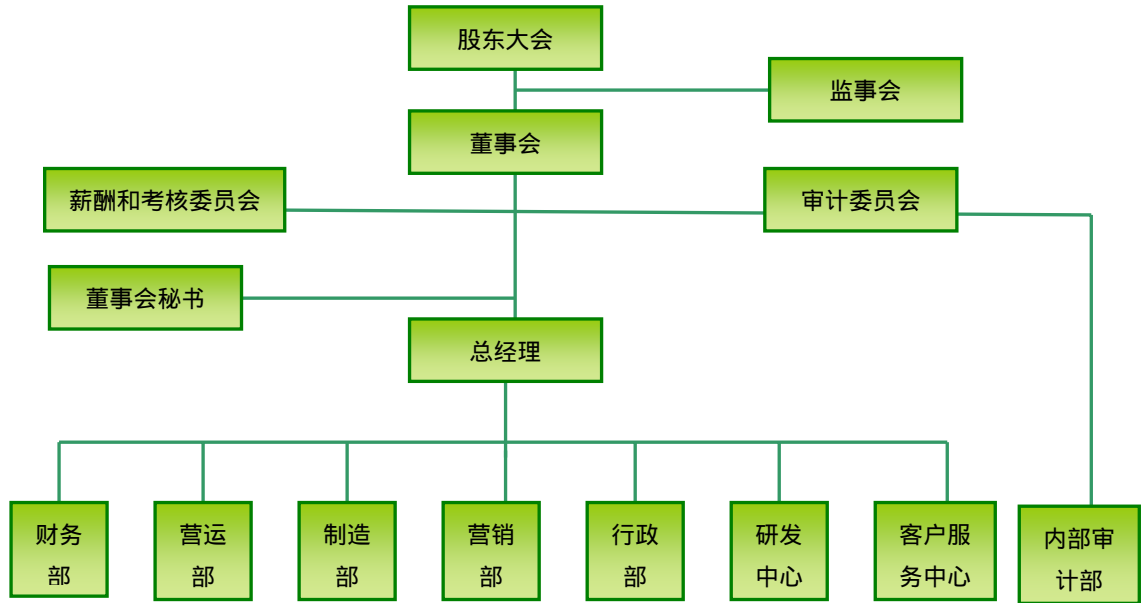 股东大会
监事会
董事会
薪酬和考核委员会
审计委员会
董事会秘书
总经理
财务
部
营运
部
制造
部
营销
部
行政
部
研发
中心
客户服
务中心
内部审
计部